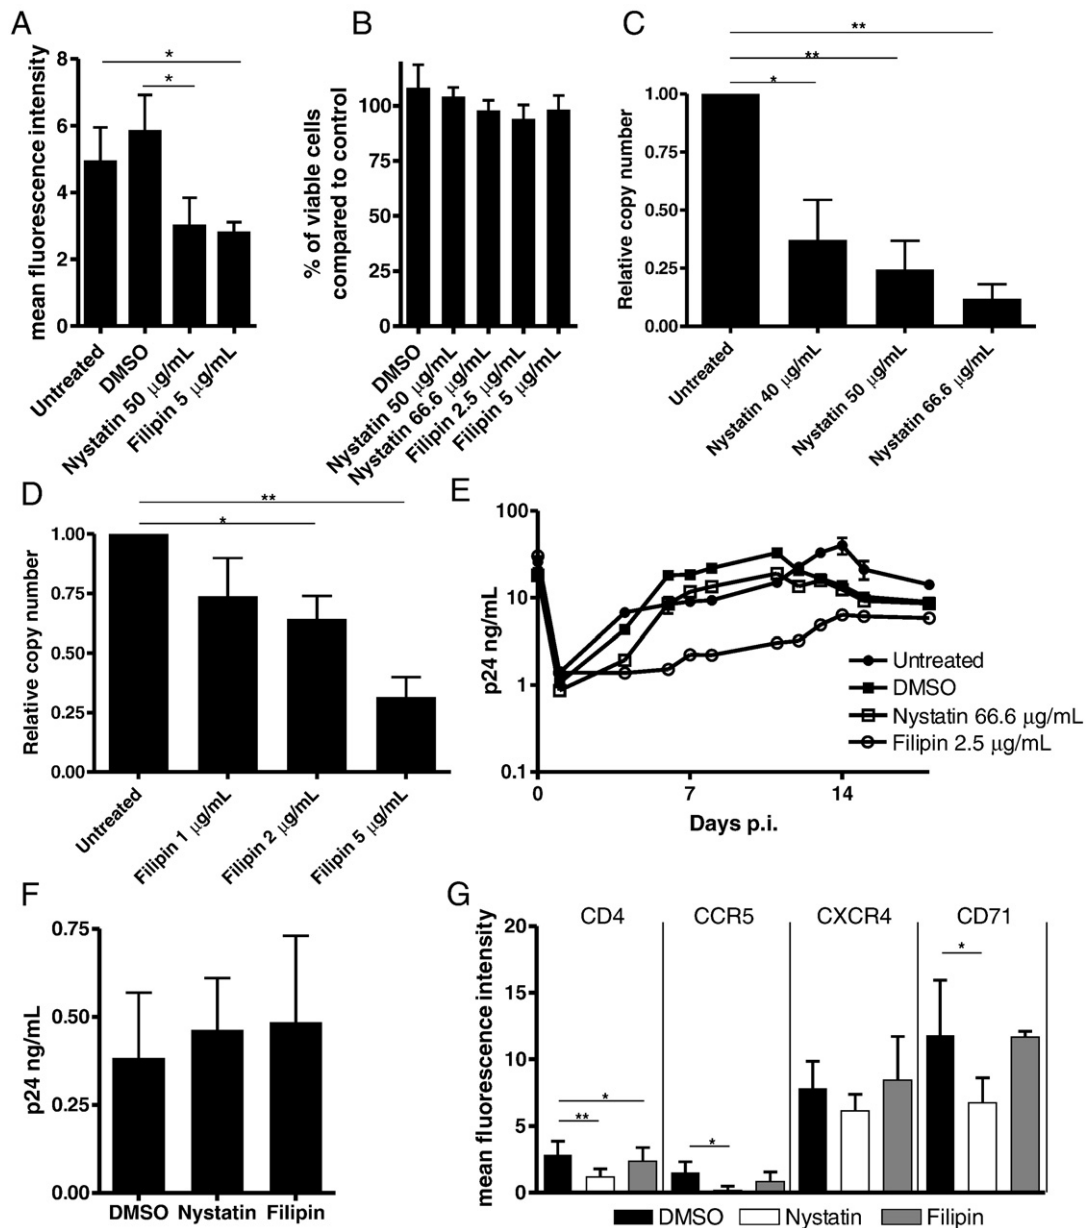 A
mean fluorescence intensity
8
6
4
2
0
*
*
Untreated
DMSO
Nystatin 50 µg/mL
Filipin 5 µg/mL
B
% of viable cells
compared to control
100
75
50
25
0
DMSO
Nystatin 50 µg/mL
Nystatin 66.6 µg/mL
Filipin 2.5 µg/mL
Filipin 5 µg/mL
C
Relative copy number
1.00
0.75
0.50
0.25
0.00
**
**
*
Untreated
Nystatin 40 µg/mL
Nystatin 50 µg/mL
Nystatin 66.6 µg/mL
D
Relative copy number
1.00
0.75
0.50
0.25
0.00
**
*
Untreated
Filipin 1 µg/mL
Filipin 2 µg/mL
Filipin 5 µg/mL
E
p24 ng/mL
100
10
1
0.1
0
7
14
Days p.i.
Untreated
DMSO
Nystatin 66.6 µg/mL
Filipin 2.5 µg/mL
F
p24 ng/mL
0.75
0.50
0.25
0.00
DMSO Nystatin Filipin
G
mean fluorescence intensity
20
15
10
5
0
CD4 CCR5 CXCR4 CD71
*
**
*
*
DMSO Nystatin Filipin